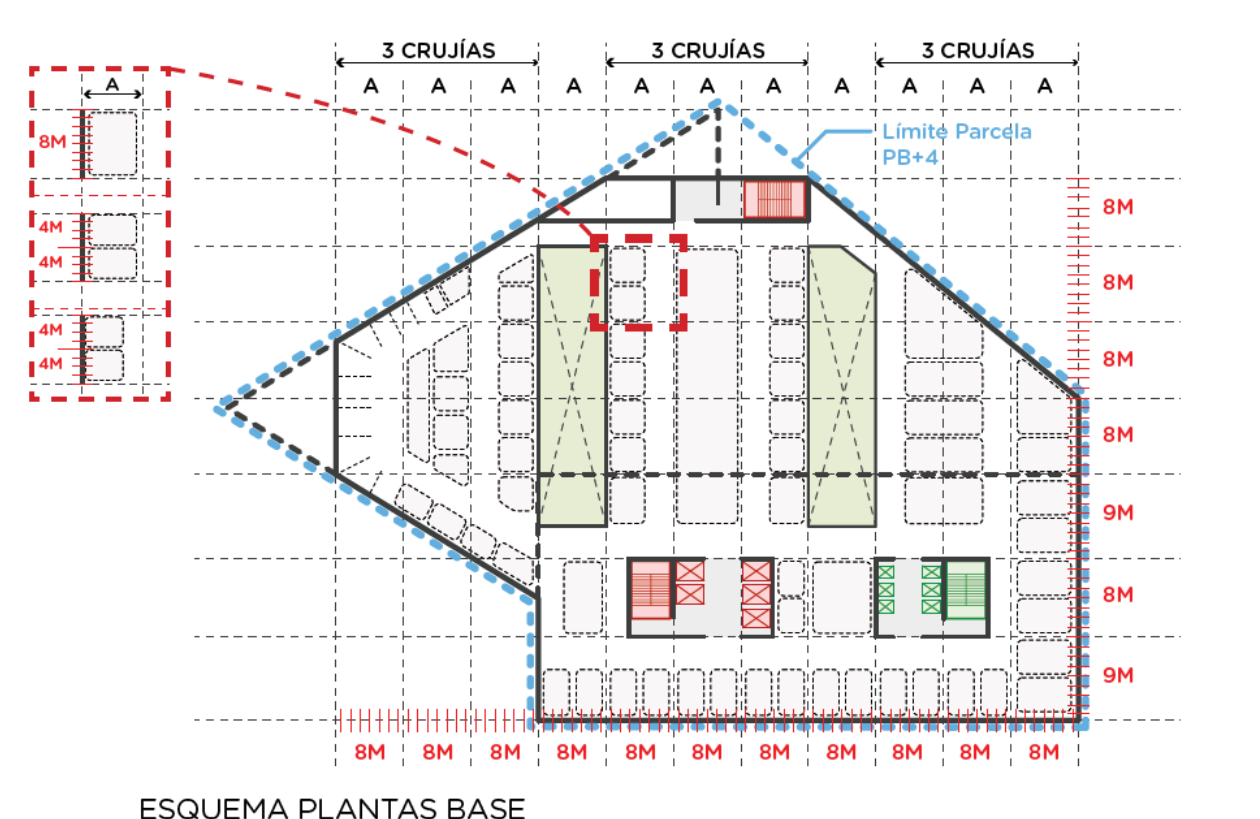 3 CRUJÍAS 3 CRUJÍAS 3 CRUJÍAS
A A A A A A A A A A A
A
8M
4M
4M
4M
4M
Límite Parcela
PB+4
8M
8M
8M
8M
9M
8M
9M
8M 8M 8M 8M 8M 8M 8M 8M 8M 8M 8M
ESQUEMA PLANTAS BASE